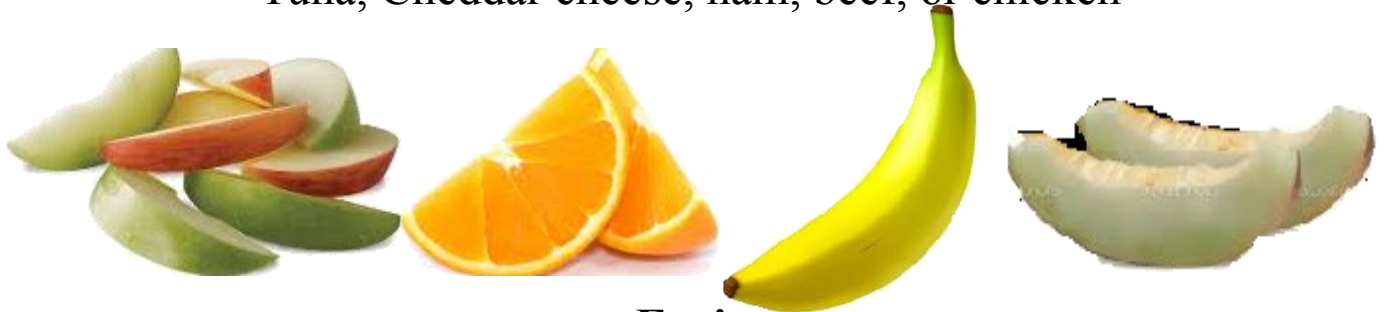 Tuna, Cheddar cheese, ham, beef, or chicken